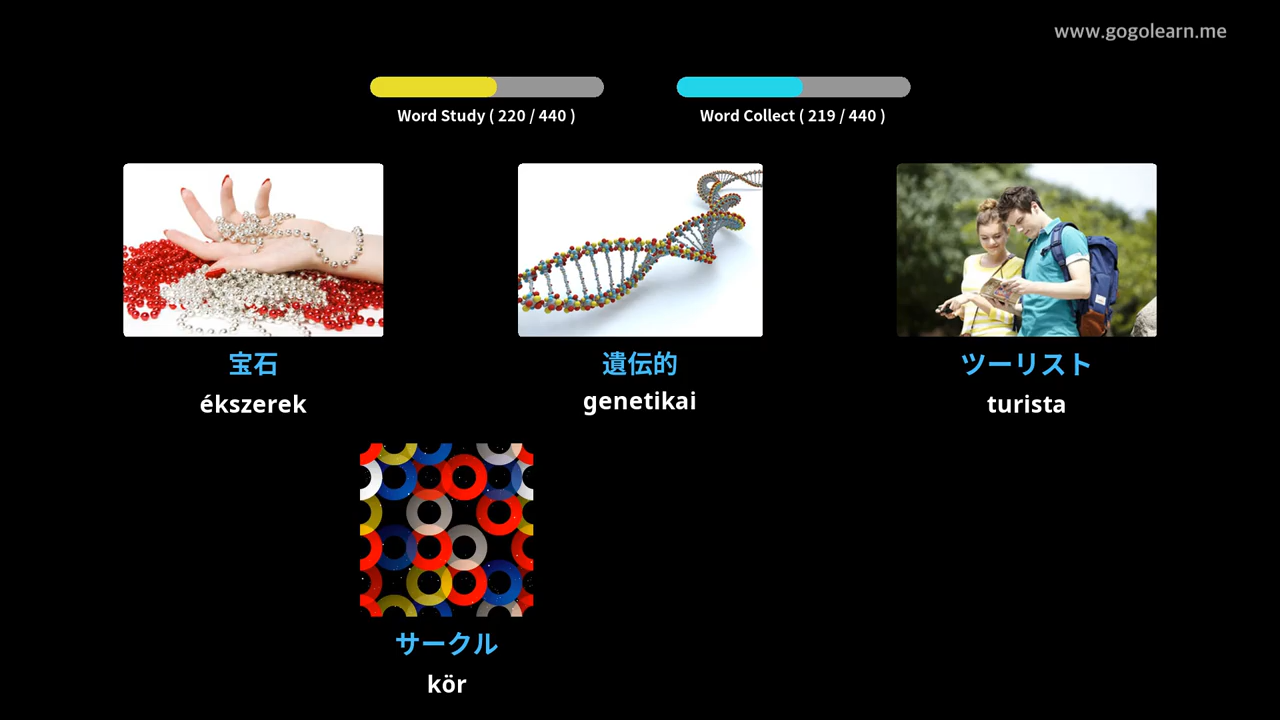 www.gogolearn.me
Word Study ( 220 / 440 )
Word Collect ( 219 / 440 )
宝石
ékszerek
遺伝的
genetikai
ツーリスト
turista
サークル
kör